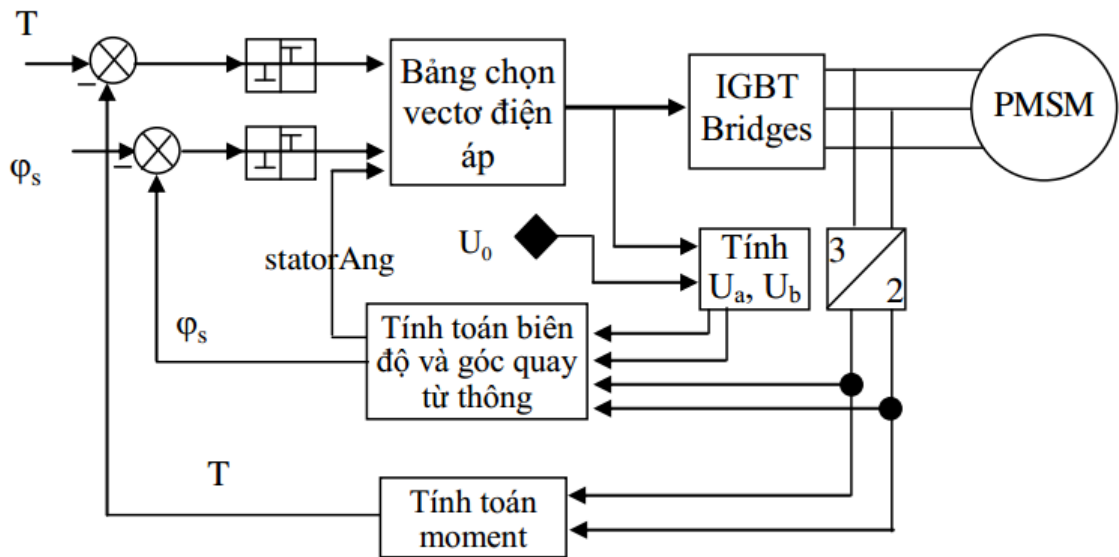 T
Bảng chọn
vectơ điện
áp
IGBT
Bridges
PMSM
φs
statorAng
U0
Tính
Ua, Ub
3
2
φs
Tính toán biên
độ và góc quay
từ thông
T
Tính toán
moment